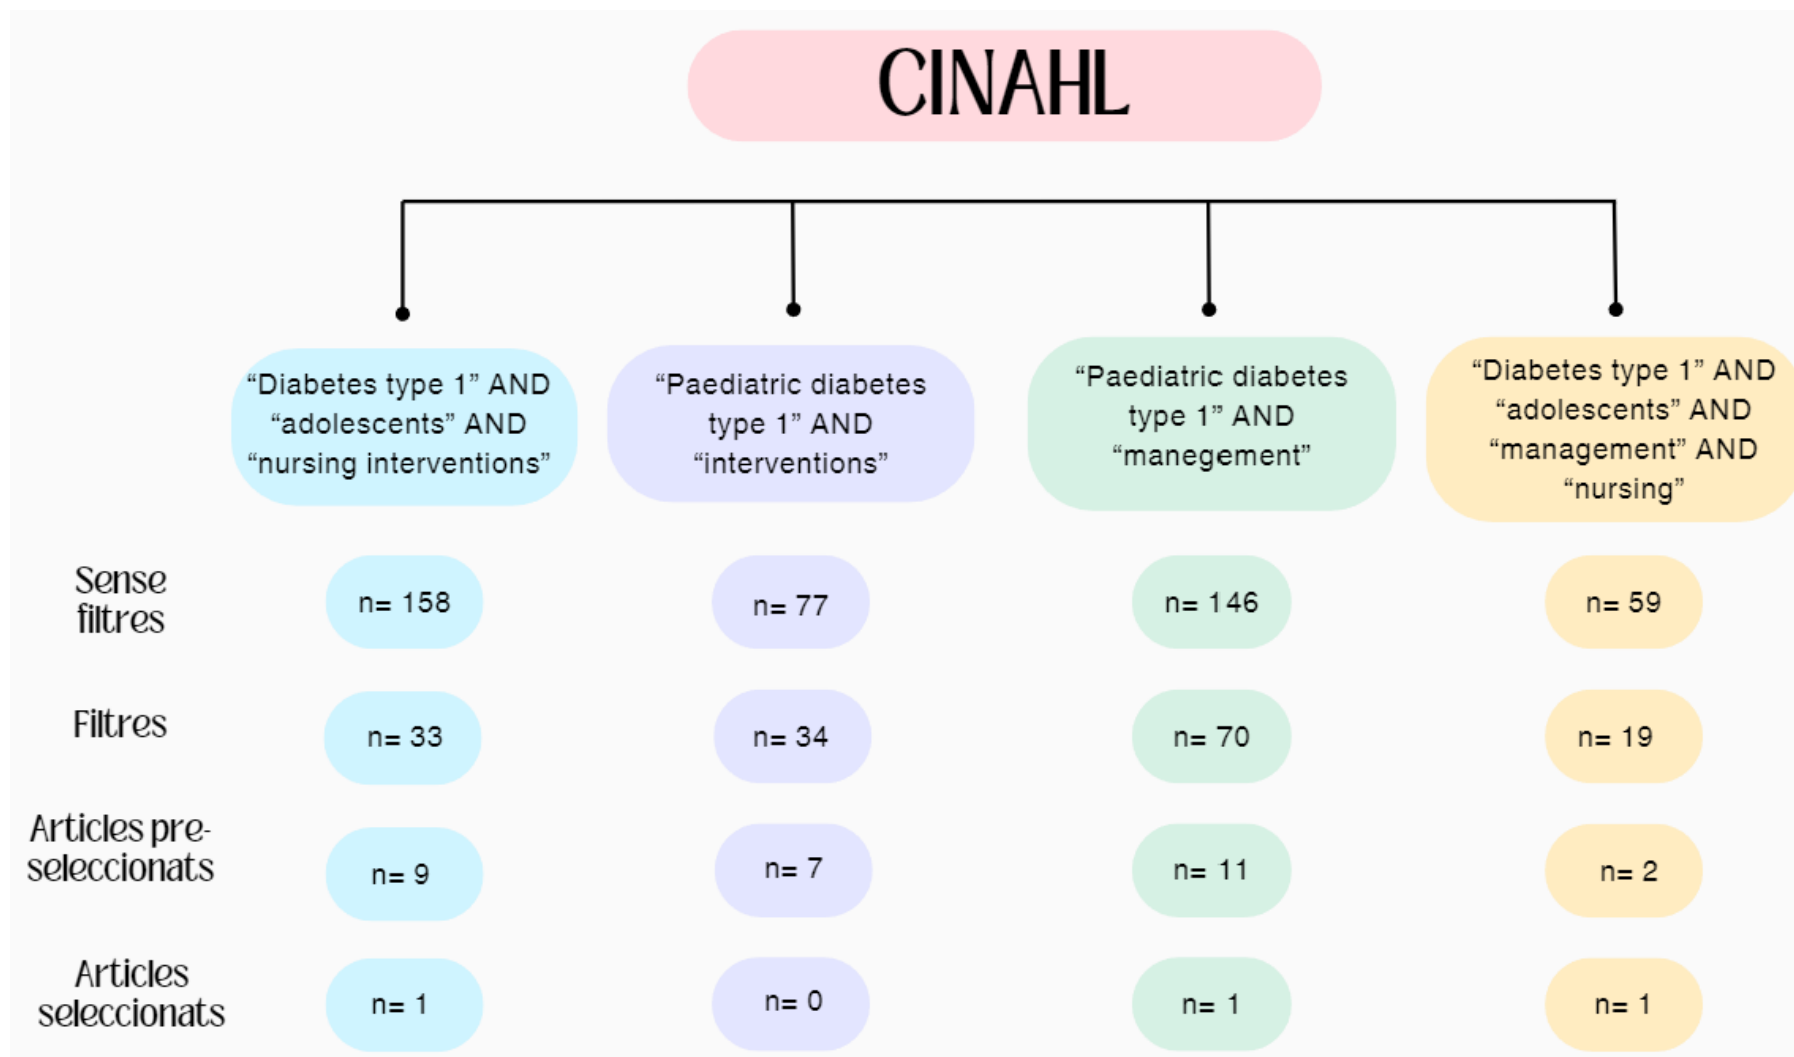 CINAHL
“Diabetes type 1” AND
“adolescents” AND
“nursing interventions”
“Paediatric diabetes
type 1” AND
“interventions”
“Paediatric diabetes
type 1” AND
“manegement”
“Diabetes type 1” AND
“adolescents” AND
“management” AND
“nursing”
Sense
filtres
n= 158
n= 77
n= 146
n= 59
Filtres
n= 33
n= 34
n= 70
n= 19
Articles pre-
seleccionats
n= 9
n= 7
n= 11
n= 2
Articles
seleccionats
n= 1
n= 0
n= 1
n= 1